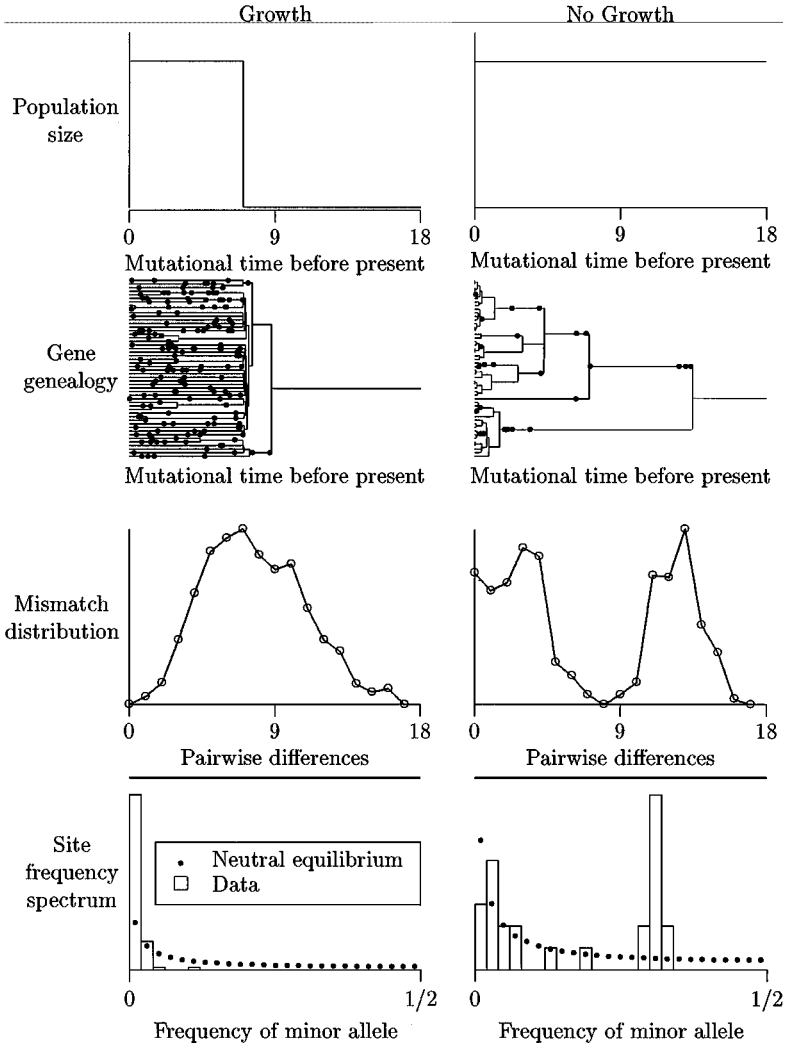 Growth No Growth
Population
size
0 9 18 0 9 18
Mutational time before present Mutational time before present
Gene
genealogy
Mutational time before present Mutational time before present
Mismatch
distribution
0 9 18 0 9 18
Pairwise differences Pairwise differences
Site
frequency
spectrum
Neutral equilibrium
Data
0 1/2 0 1/2
Frequency of minor allele Frequency of minor allele